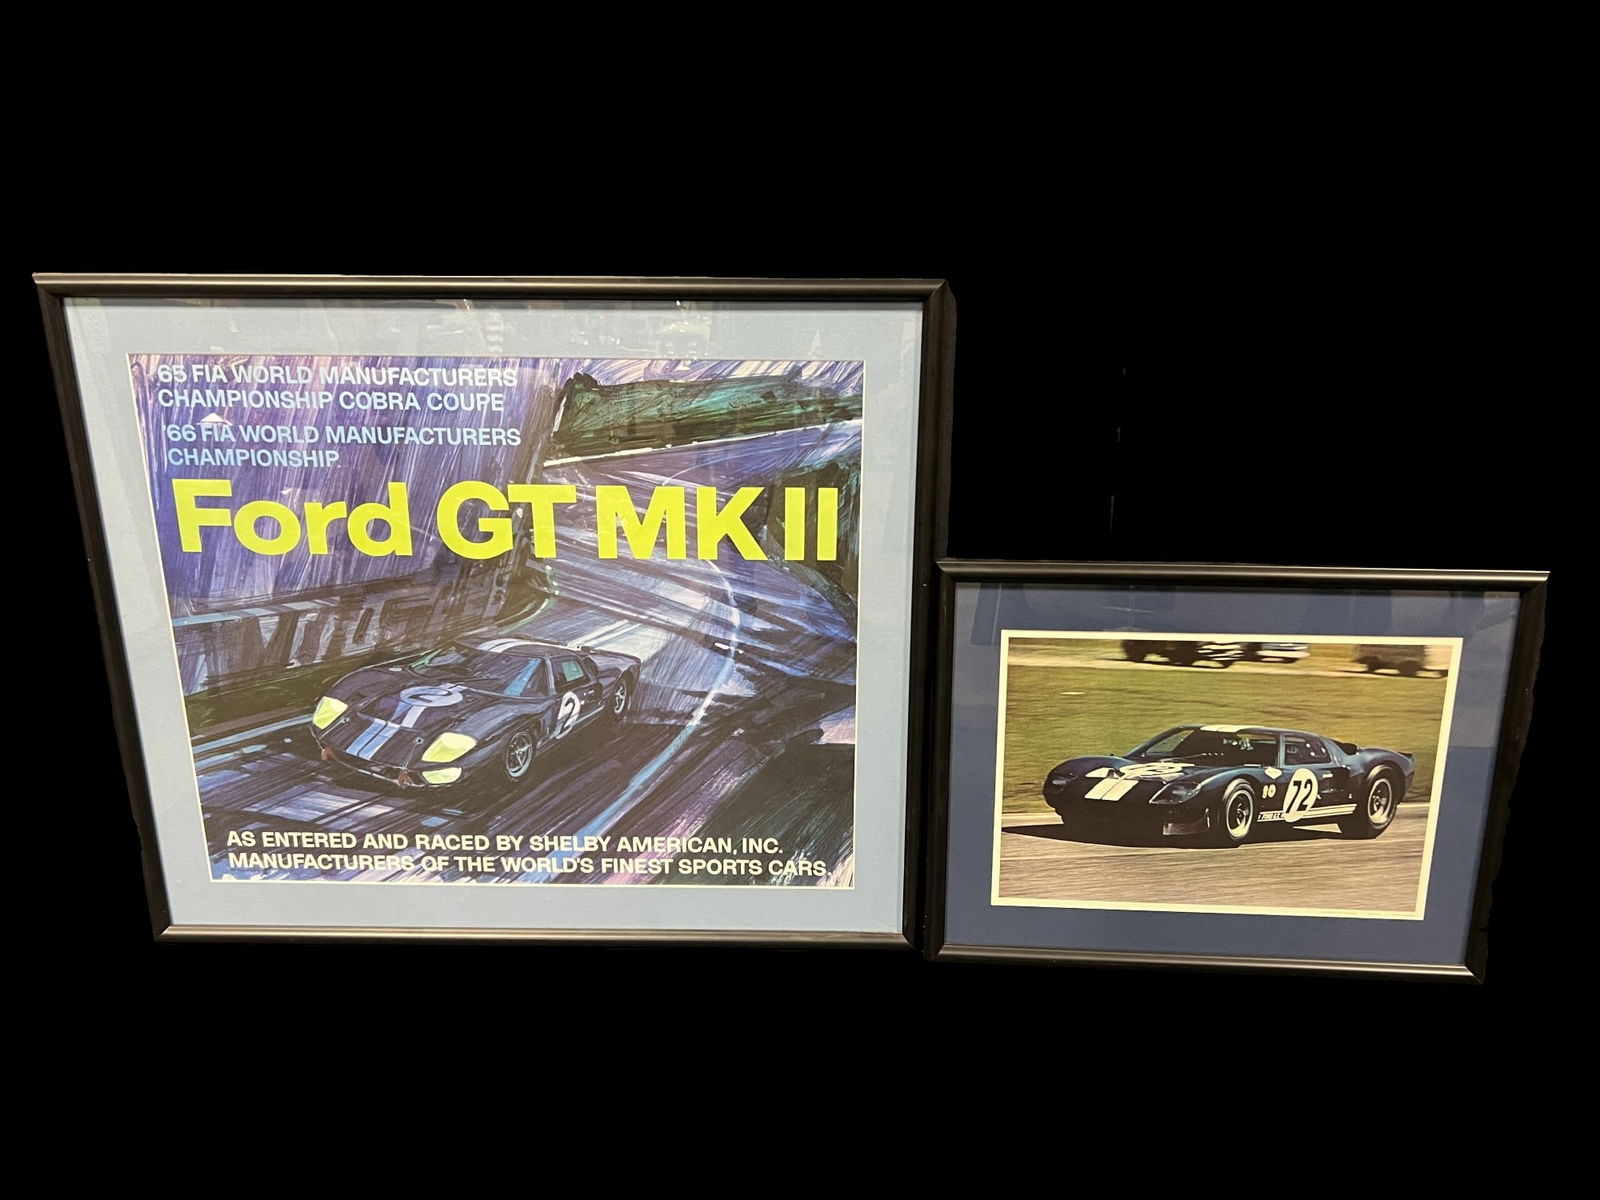 '65 FIA WORLD MANUFACTURERS
CHAMPIONSHIP COBRA COUPE
'66 FIA WORLD MANUFACTURERS
CHAMPIONSHIP
Ford GT MK II
2
AS ENTERED AND RACED BY SHELBY AMERICAN, INC.
MANUFACTURERS OF THE WORLD'S FINEST SPORTS CARS.
72